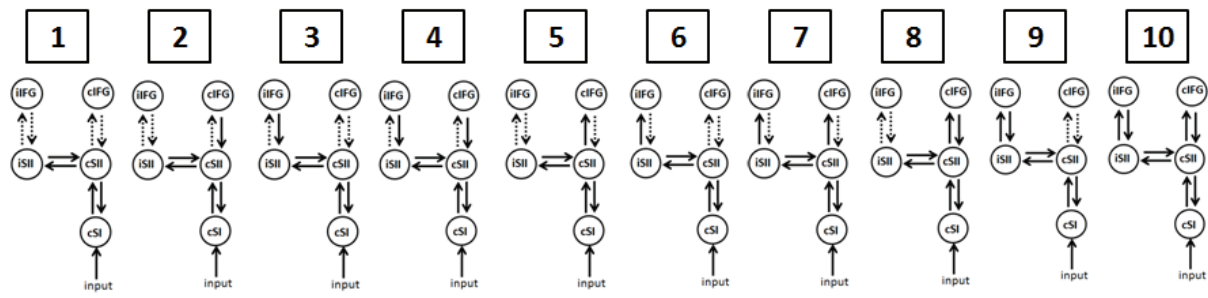 1 2 3 4 5 6 7 8 9 10
iIFG cIFG iIFG cIFG iIFG cIFG iIFG cIFG iIFG cIFG iIFG cIFG iIFG cIFG iIFG cIFG iIFG cIFG iIFG cIFG
iSII cSII iSII cSII iSII cSII iSII cSII iSII cSII iSII cSII iSII cSII iSII cSII iSII cSII iSII cSII
cSI cSI cSI cSI cSI cSI cSI cSI cSI cSI
input input input input input input input input input input